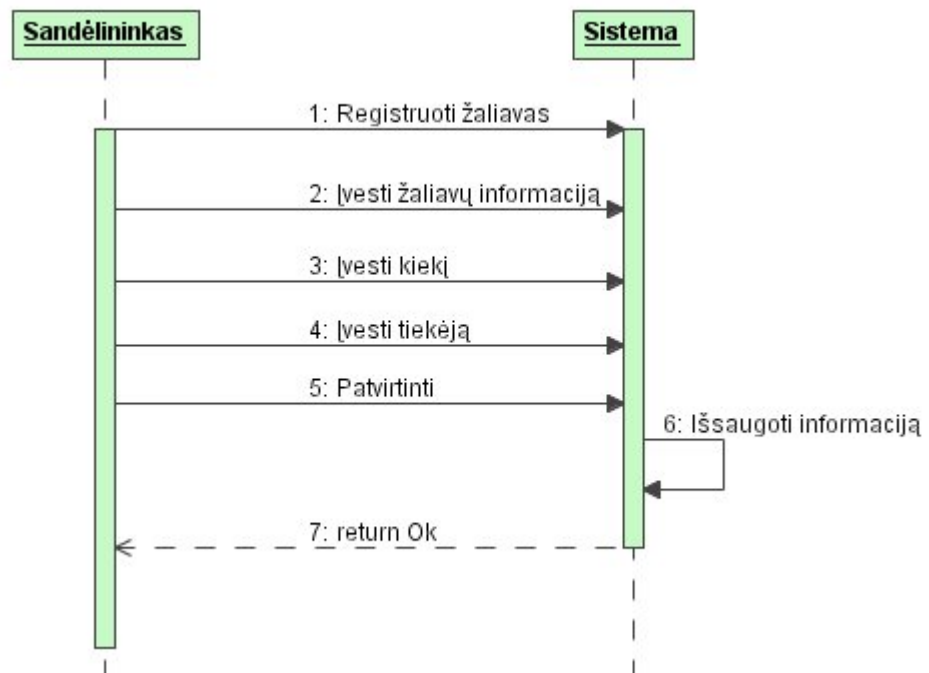 Sandėlininkas
Sistema
1: Registruoti žaliavas
2: Įvesti žaliavų informaciją
3: Įvesti kiekį
4: Įvesti tiekėją
5: Patvirtinti
6: Išsaugoti informaciją
7: return Ok